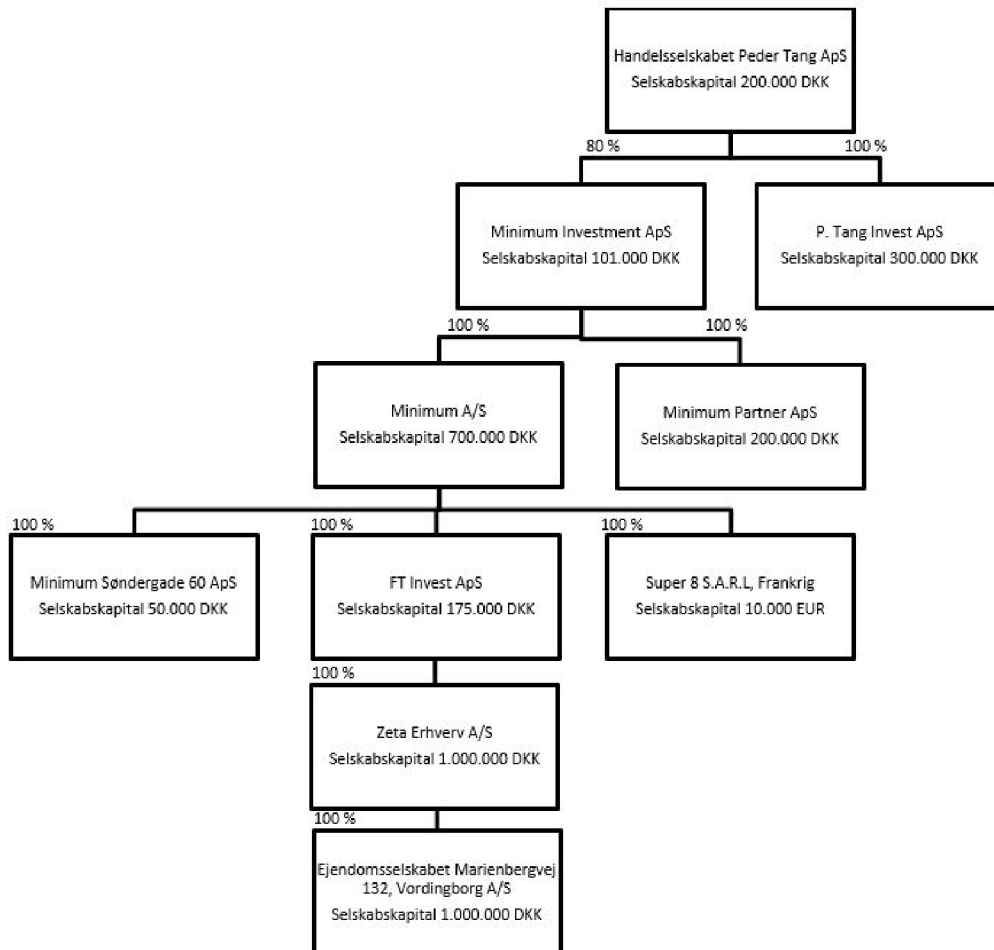 Handelsselskabet Peder Tang ApS
Selskabskapital 200.000 DKK
80 %
100 %
Minimum Investment ApS
Selskabskapital 101.000 DKK
P. Tang Invest ApS
Selskabskapital 300.000 DKK
100 %
100 %
Minimum A/S
Selskabskapital 700.000 DKK
Minimum Partner ApS
Selskabskapital 200.000 DKK
100 %
100 %
100 %
Minimum Søndergade 60 ApS
Selskabskapital 50.000 DKK
FT Invest ApS
Selskabskapital 175.000 DKK
Super 8 S.A.R.L, Frankrig
Selskabskapital 10.000 EUR
100 %
Zeta Erhverv A/S
Selskabskapital 1.000.000 DKK
100 %
Ejendomsselskabet Marienbergvej
132, Vordingborg A/S
Selskabskapital 1.000.000 DKK